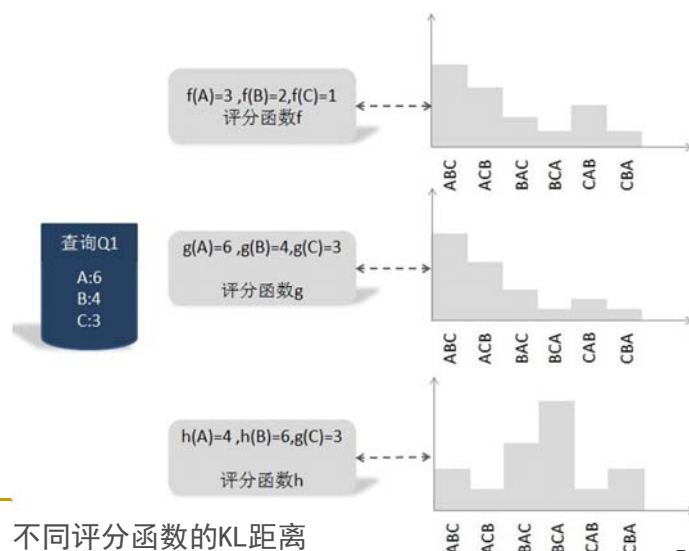 f(A)=3 ,f(B)=2,f(C)=1
评分函数f
ABC
ACB
BAC
BCA
CAB
CBA
查询Q1
A:6
B:4
C:3
g(A)=6 ,g(B)=4,g(C)=3
评分函数g
ABC
ACB
BAC
BCA
CAB
CBA
h(A)=4 ,h(B)=6,g(C)=3
评分函数h
ABC
ACB
BAC
BCA
CAB
CBA
不同评分函数的KL距离